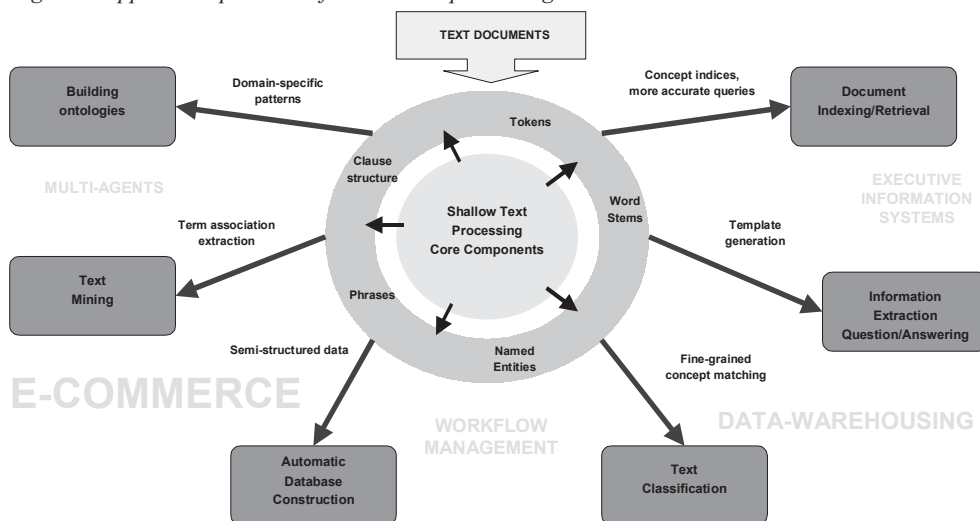 TEXT DOCUMENTS
Building
ontologies
Domain-specific
patterns
Concept indices,
more accurate queries
Document
Indexing/Retrieval
Tokens
Clause
structure
MULTI-AGENTS
EXECUTIVE
INFORMATION
SYSTEMS
Word
Stems
Shallow Text
Processing
Core Components
Term association
extraction
Template
generation
Text
Mining
Phrases
Information
Extraction
Question/Answering
Semi-structured data
Named
Entities
Fine-grained
concept matching
E-COMMERCE
WORKFLOW
MANAGEMENT
DATA-WAREHOUSING
Automatic
Database
Construction
Text
Classification